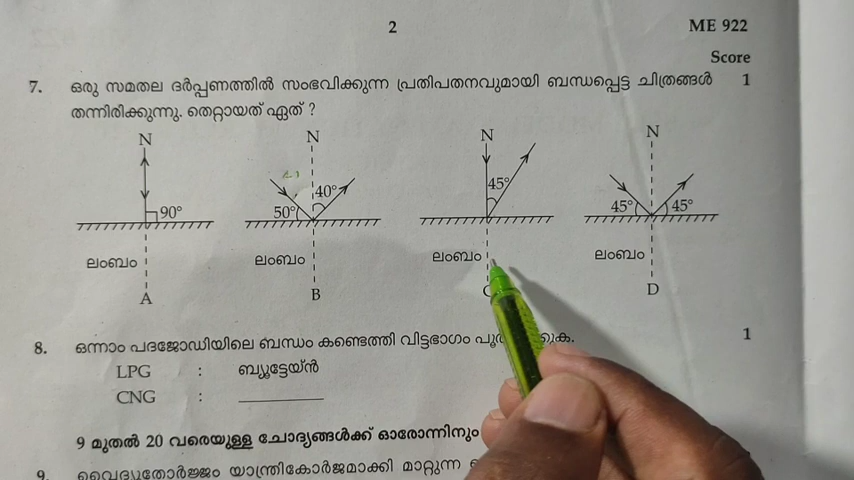 2
ME 922
Score
7. ഒരു സമതല ദർപ്പണത്തിൽ സംഭവിക്കുന്ന പ്രതിപതനവുമായി ബന്ധപ്പെട്ട ചിത്രങ്ങൾ 1
തന്നിരിക്കുന്നു. തെറ്റായത് ഏത് ?
N N N N
90° 50° 40° 45° 45° 45°
ലംബം ലംബം ലംബം ലംബം
A B D
8. ഒന്നാം പദജോഡിയിലെ ബന്ധം കണ്ടെത്തി വിട്ടഭാഗം 1
LPG : ബ്യൂട്ടേയ്ൻ
CNG :
9 മുതൽ 20 വരെയുള്ള ചോദ്യങ്ങൾക്ക് ഓരോന്നിനും
9. വൈദ്യുതോർജ്ജം യാന്ത്രികോർജമാക്കി മാറ്റുന്ന